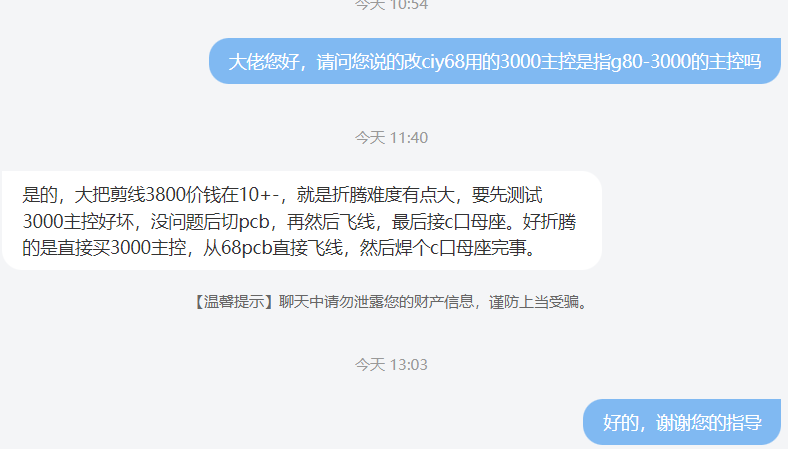 今天 10:54
大佬您好，请问您说的改ciy68用的3000主控是指g80-3000的主控吗
今天 11:40
是的，大把剪线3800价钱在10+-，就是折腾难度有点大，要先测试
3000主控好坏，没问题后切pcb，再然后飞线，最后接c口母座。好折腾
的是直接买3000主控，从68pcb直接飞线，然后焊个c口母座完事。
【温馨提示】聊天中请勿泄露您的财产信息，谨防上当受骗。
今天 13:03
好的，谢谢您的指导